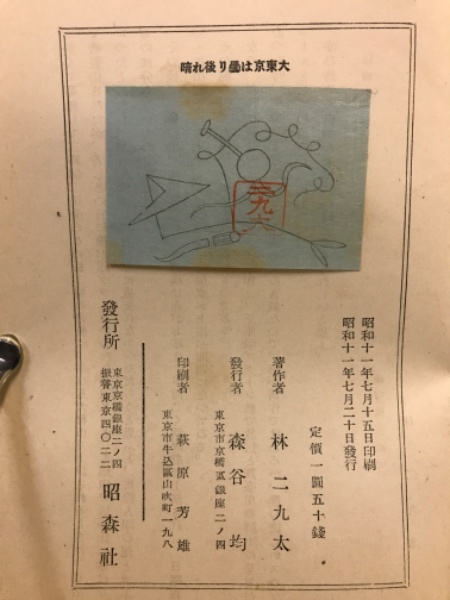 大東京は曇り後晴れ
二九太
昭和十一年七月十五日印刷
昭和十一年七月二十日發行
定價一圓五十錢
著作者 林二九太
發行者 森谷均
東京市京橋區銀座二ノ四
印刷者 萩原芳雄
東京市牛込區山吹町一九八
發行所 昭森社
東京京橋銀座二ノ四
振替東京四〇二二